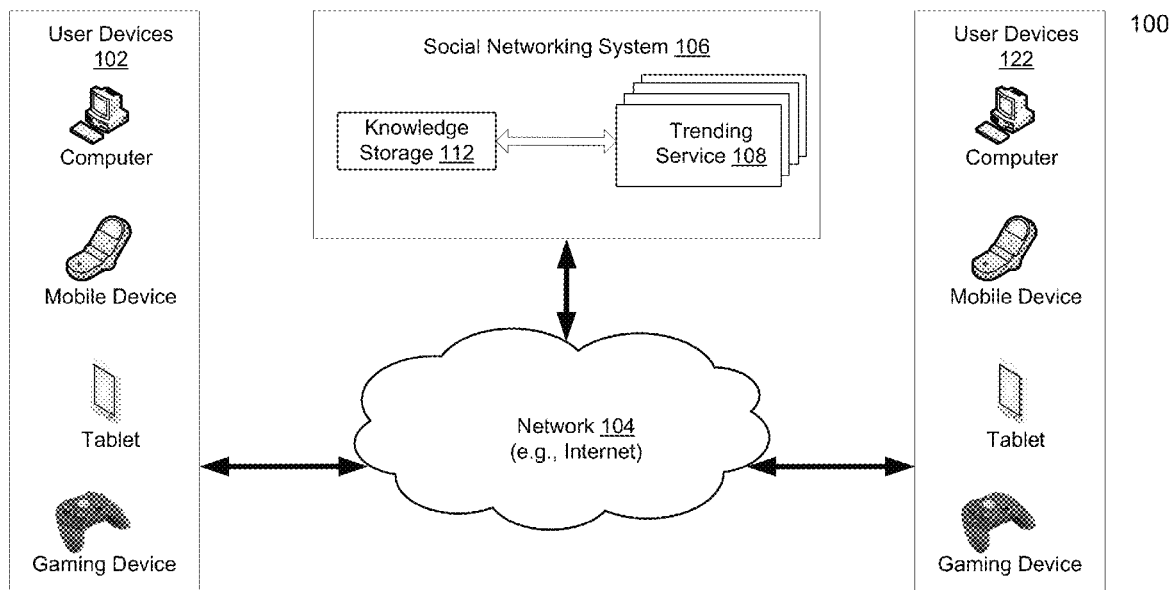 100
User Devices
102
Computer
Mobile Device
Tablet
Gaming Device
Social Networking System 106
Knowledge
Storage 112
Trending
Service 108
Network 104
(e.g., Internet)
User Devices
122
Computer
Mobile Device
Tablet
Gaming Device